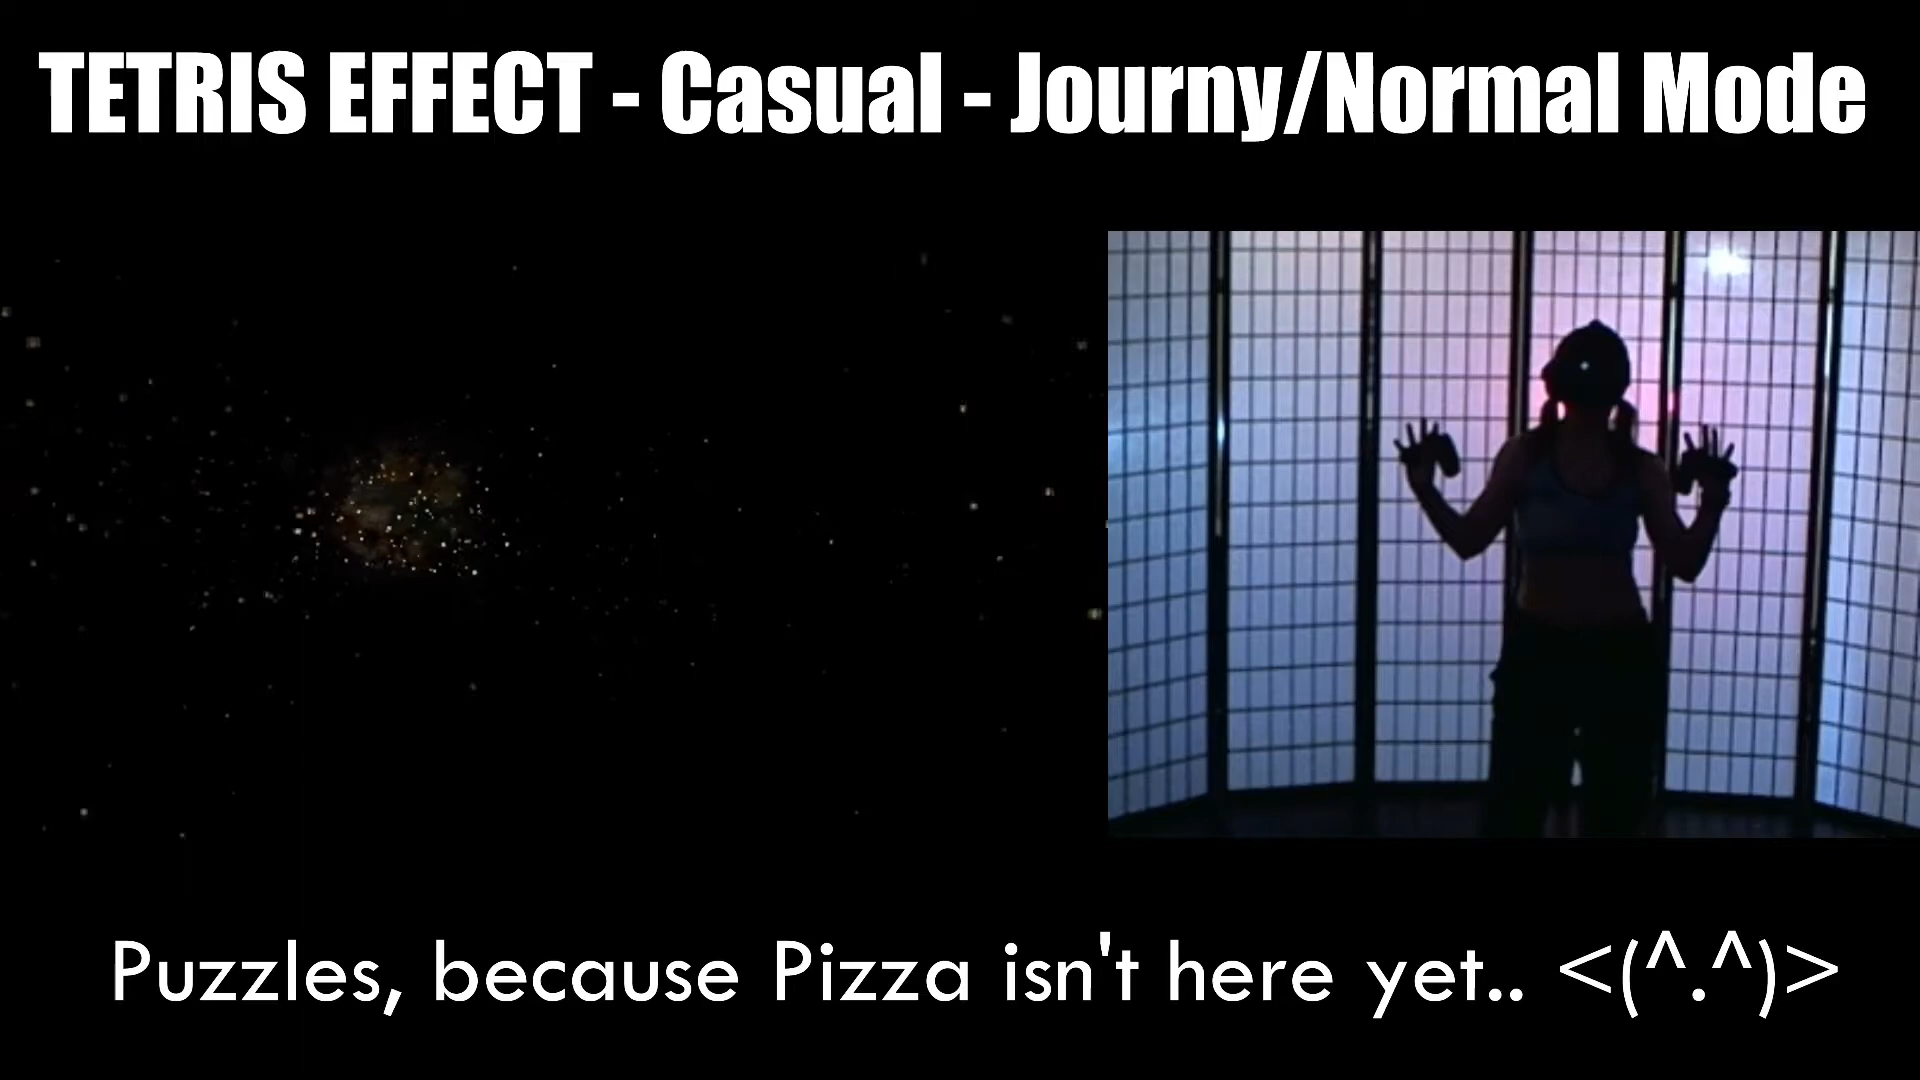 TETRIS EFFECT - Casual - Journy/Normal Mode
Puzzles, because Pizza isn't here yet.. <(^.^)>